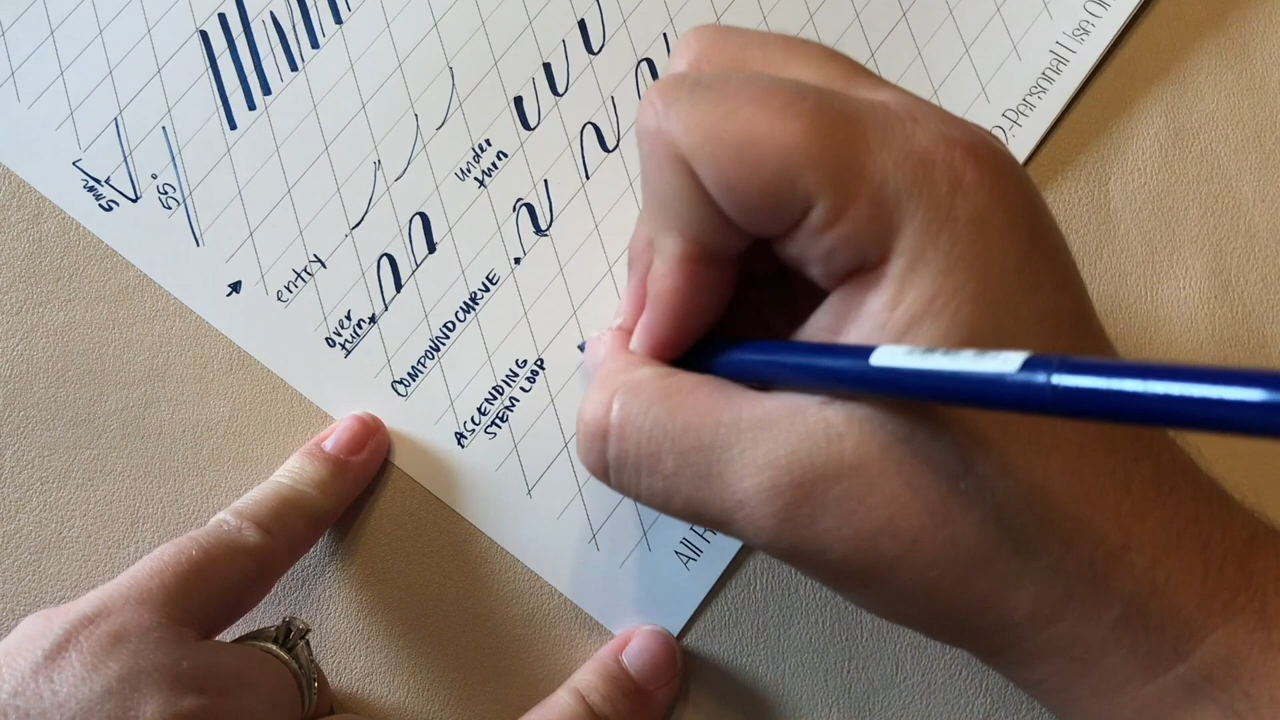 5mm
55°
entry
over
turn
under
turn
COMPOUND CURVE
ASCENDING
STEM LOOP
-Personal Use
All